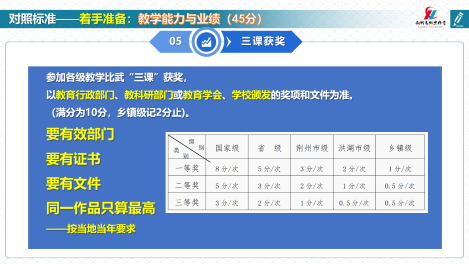 对照标准——着手准备：教学能力与业绩（45分）
05 三课获奖
参加各级教学比武“三课”获奖，
以教育行政部门、教科研部门或教育学会、学校颁发的奖项和文件为准。
（满分为10分，乡镇级记2分止）。
要有效部门
要有证书
要有文件
同一作品只算最高
——按当地当年要求
级别 类别 国家级 省 级 荆州市级 洪湖市级 乡镇级
一等奖 8分/次 5分/次 3分/次 2分/次 1分/次
二等奖 5分/次 3分/次 2分/次 1分/次 0.5分/次
三等奖 3分/次 2分/次 1分/次 0.5分/次 0.5分/次